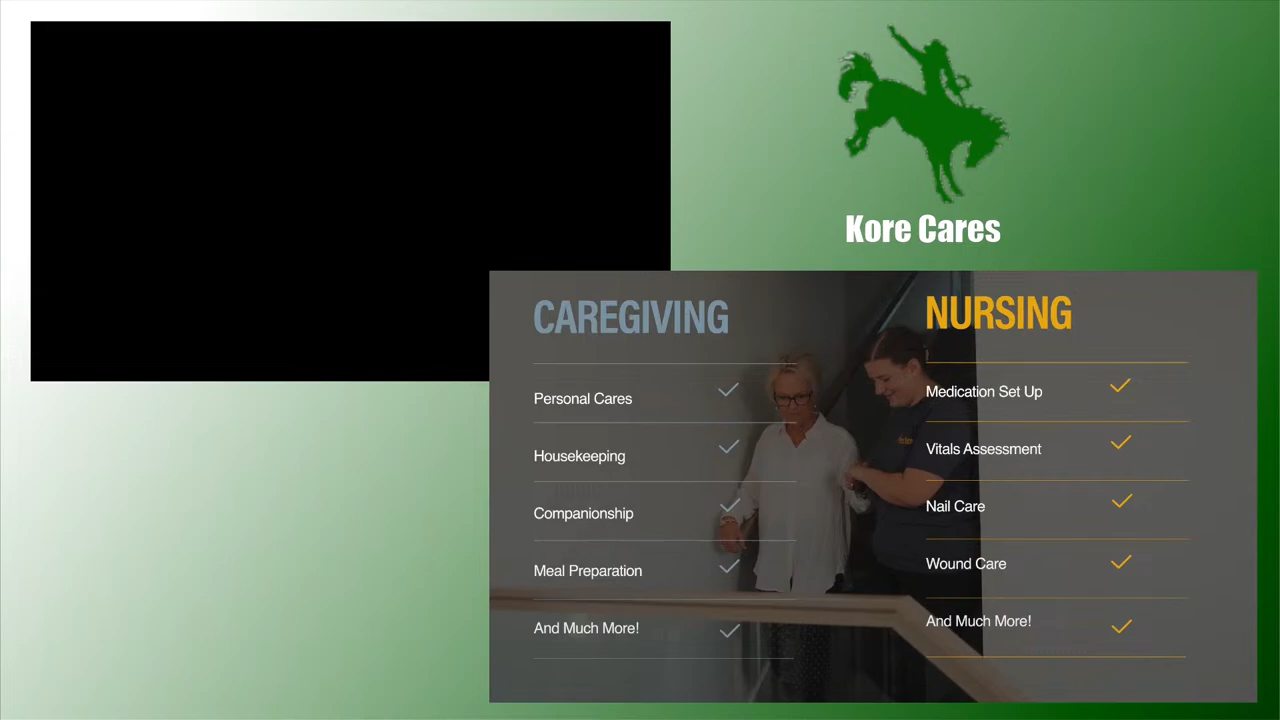 Kore Cares
CAREGIVING
Personal Cares
Housekeeping
Companionship
Meal Preparation
And Much More!
NURSING
Medication Set Up
Vitals Assessment
Nail Care
Wound Care
And Much More!